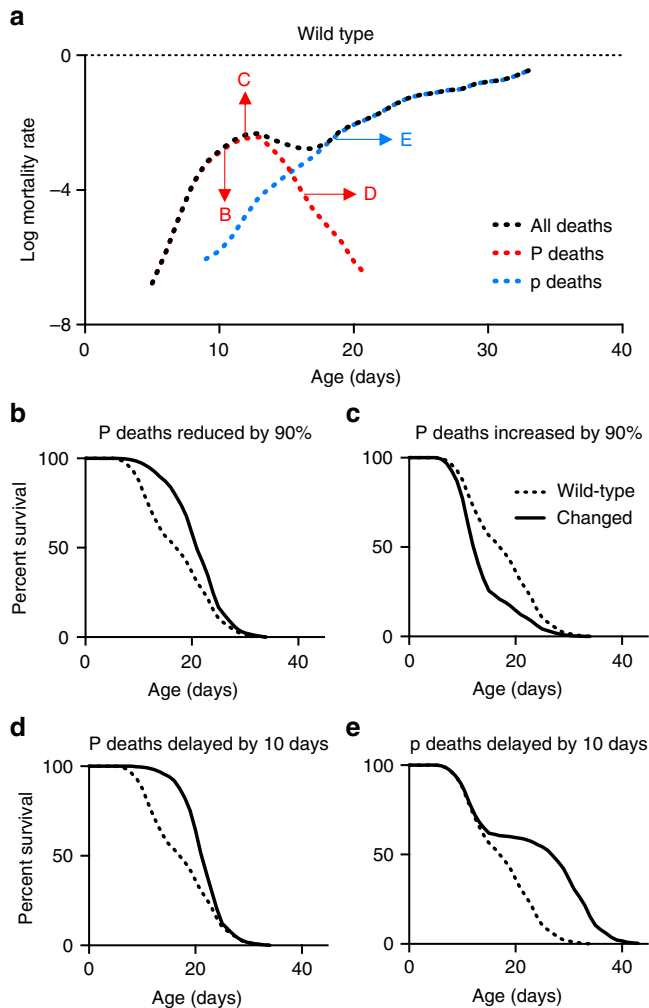 a
Wild type
0
C
E
Log mortality rate
−4
B
D
All deaths
P deaths
p deaths
−8
0
10
20
30
40
Age (days)
b
P deaths reduced by 90%
100
50
0
Percent survival
0
20
40
Age (days)
c
P deaths increased by 90%
100
Wild-type
Changed
50
0
0
20
40
Age (days)
d
P deaths delayed by 10 days
100
50
0
Percent survival
0
20
40
Age (days)
e
p deaths delayed by 10 days
100
50
0
0
20
40
Age (days)